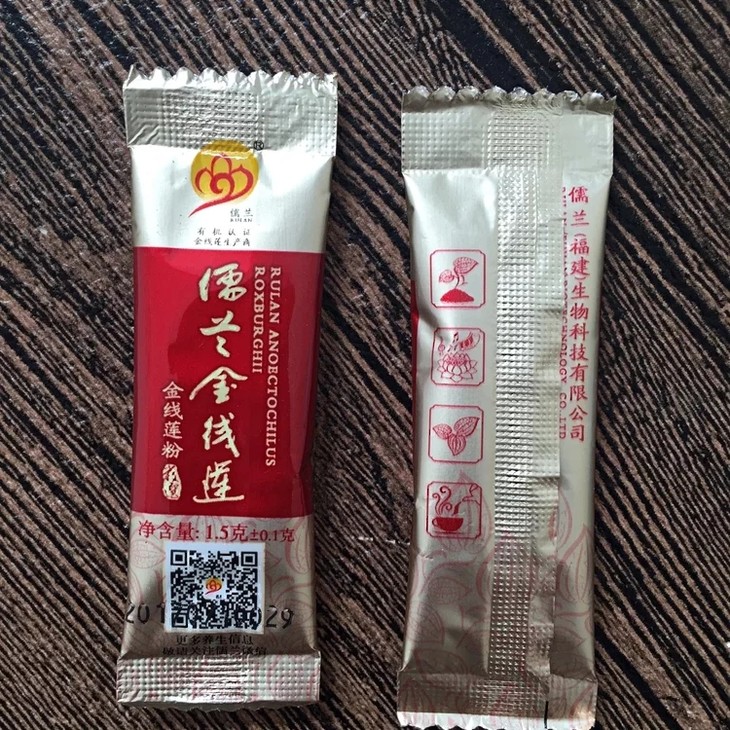 ®
儒兰
RULAN
有机认证
金线莲生产商
儒兰金线莲
RULAN ANOECTOCHILUS
ROXBURGHII
金线莲粉
净含量: 1.5克±0.1克
更多养生信息
儒兰(福建)生物科技有限公司